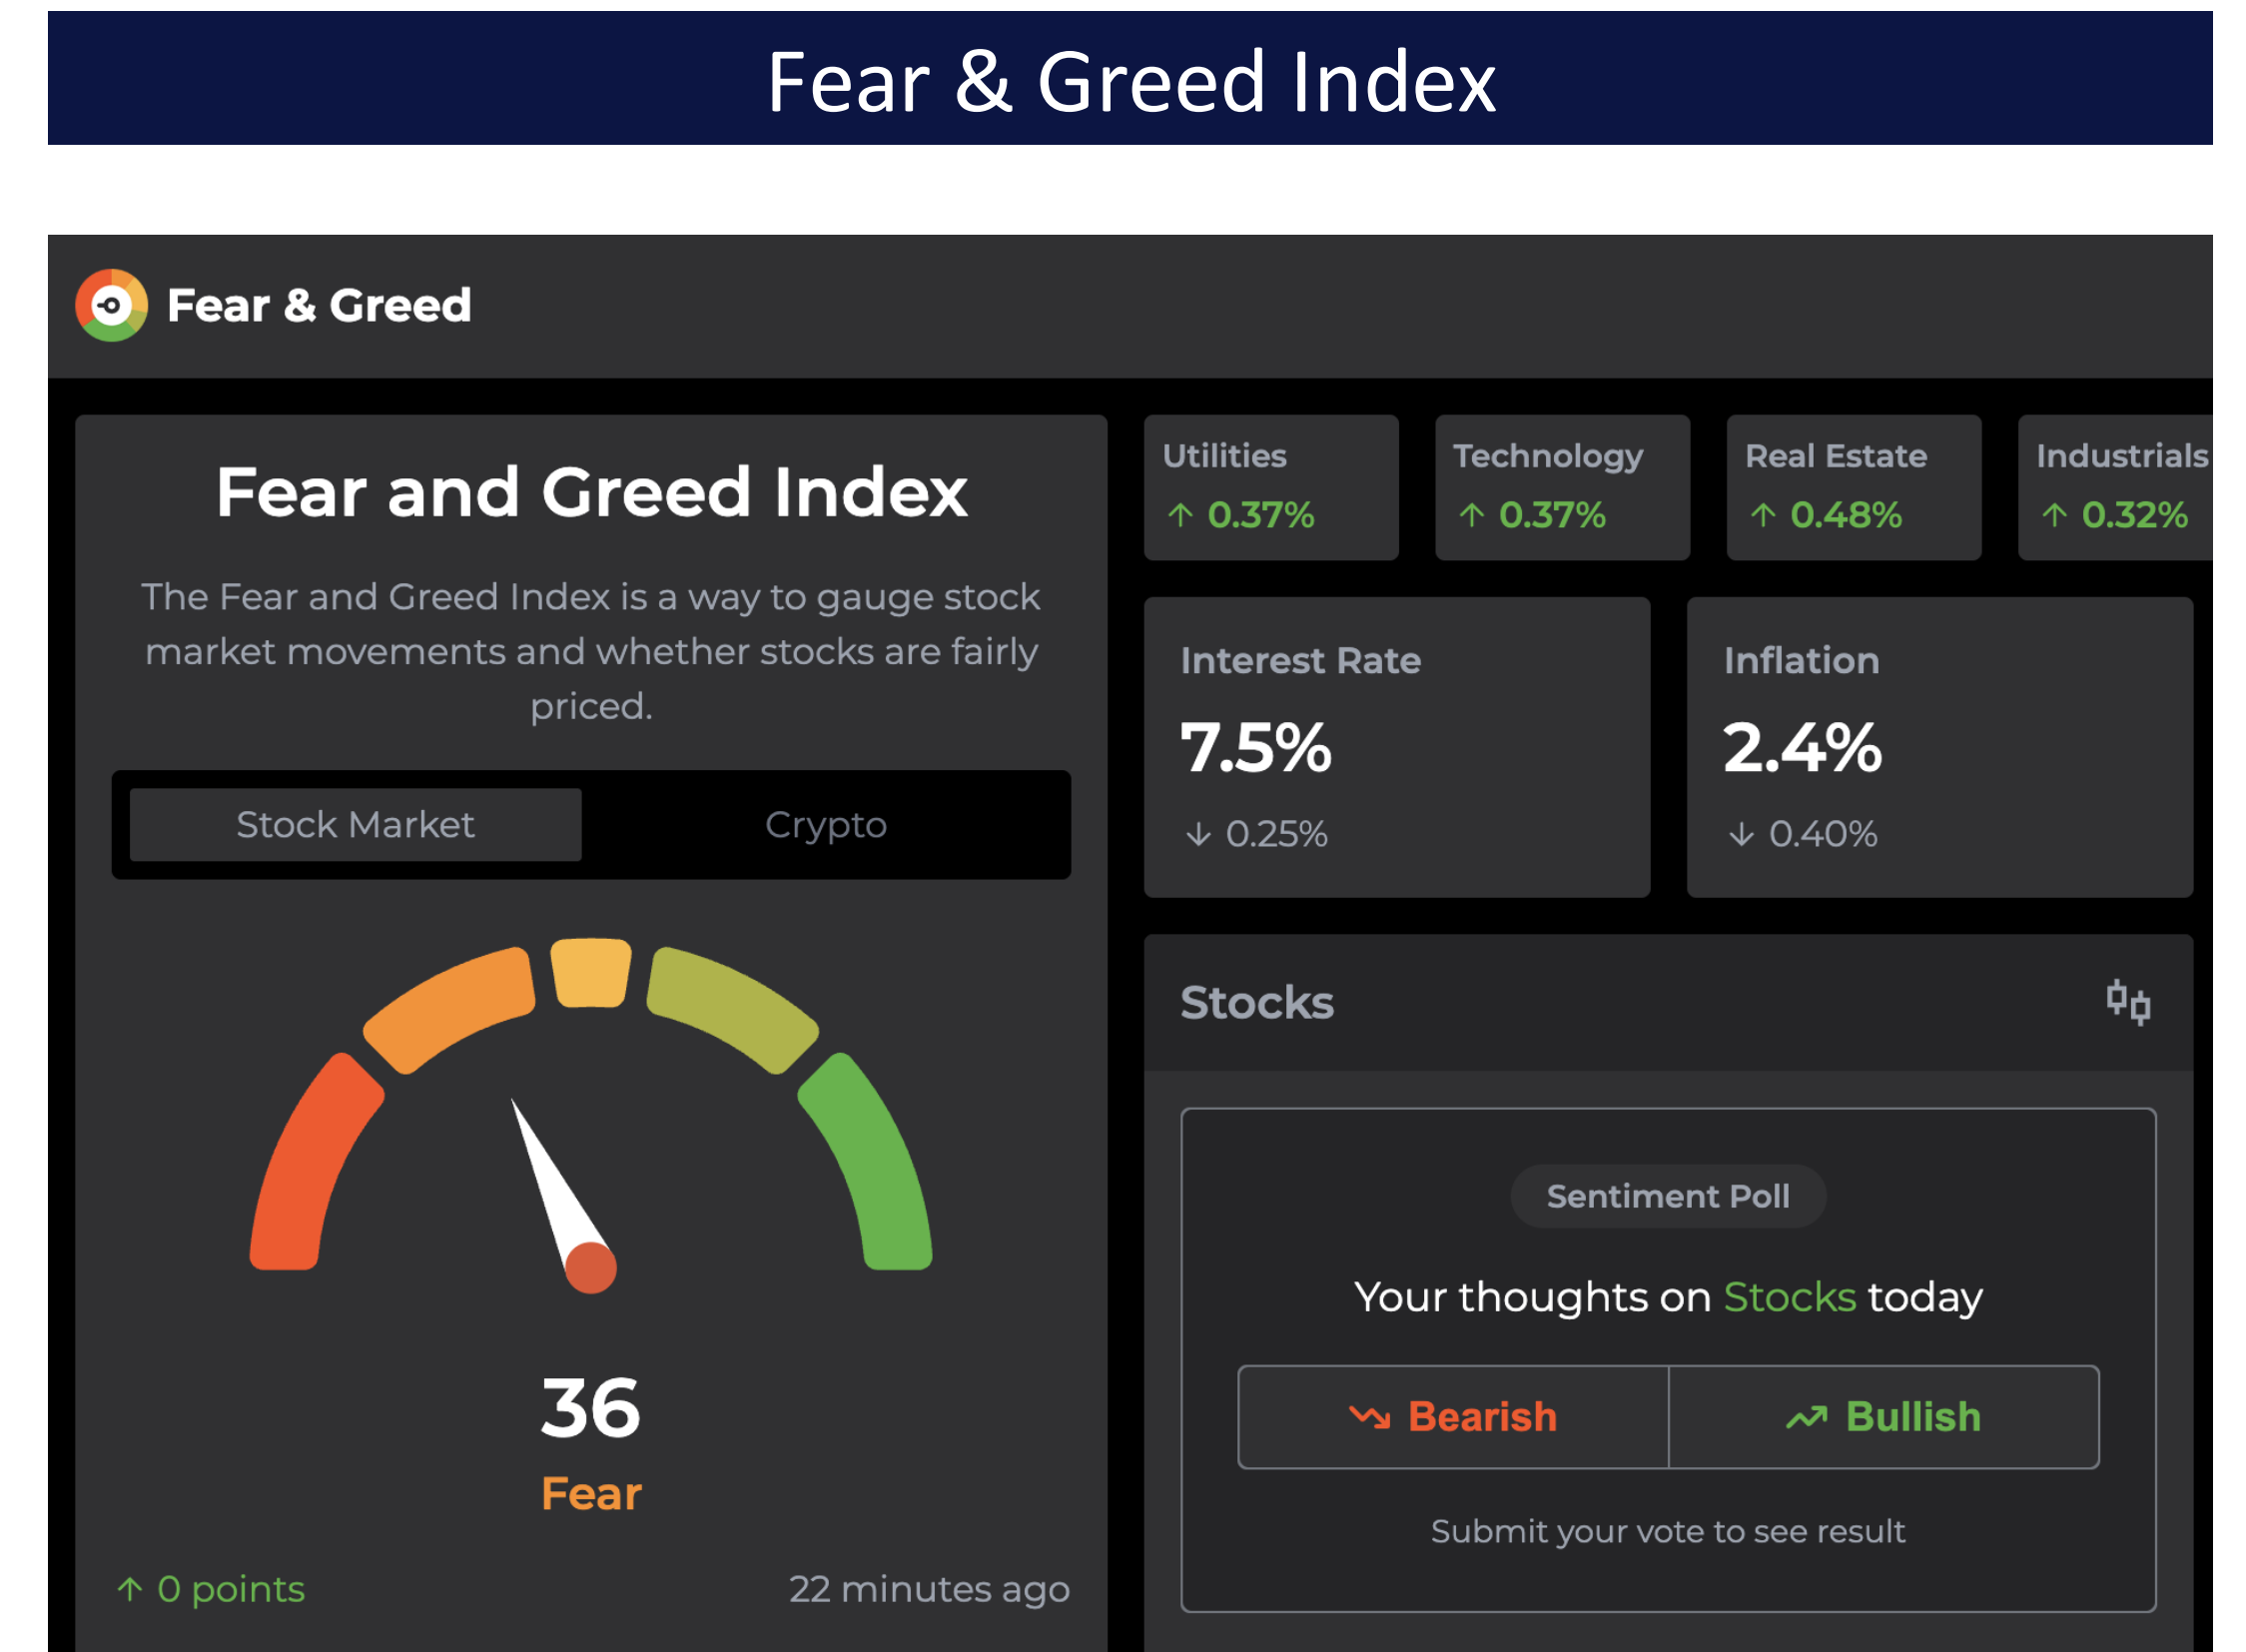 Fear & Greed Index
Fear & Greed
Fear and Greed Index
The Fear and Greed Index is a way to gauge stock
market movements and whether stocks are fairly
priced.
Stock Market
Crypto
36
Fear
↑ 0 points
22 minutes ago
Utilities
↑ 0.37%
Technology
↑ 0.37%
Real Estate
↑ 0.48%
Industrials
↑ 0.32%
Interest Rate
7.5%
↓ 0.25%
Inflation
2.4%
↓ 0.40%
Stocks
Sentiment Poll
Your thoughts on Stocks today
Bearish
Bullish
Submit your vote to see result